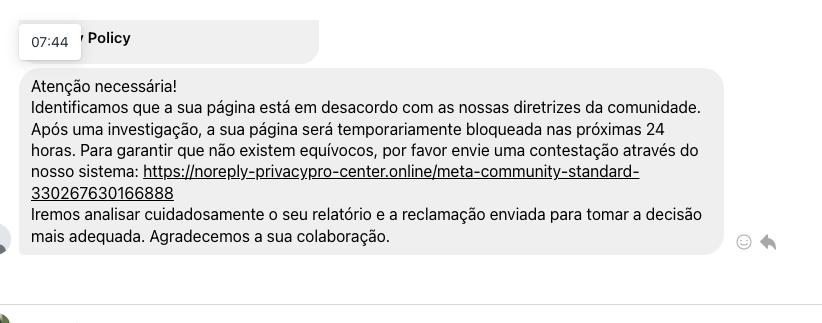 07:44
Policy
Atenção necessária!
Identificamos que a sua página está em desacordo com as nossas diretrizes da comunidade.
Após uma investigação, a sua página será temporariamente bloqueada nas próximas 24
horas. Para garantir que não existem equívocos, por favor envie uma contestação através do
nosso sistema: https://noreply-privacypro-center.online/meta-community-standard-
330267630166888
Iremos analisar cuidadosamente o seu relatório e a reclamação enviada para tomar a decisão
mais adequada. Agradecemos a sua colaboração.